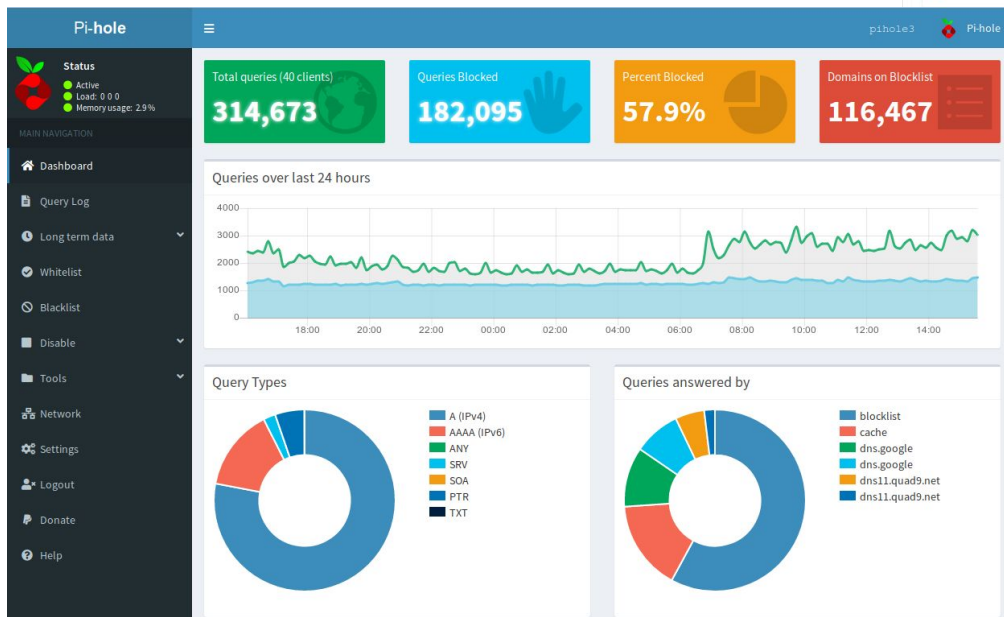 Pi-hole
pihole3
Pi-hole
Status
Active
Load: 0 0 0
Memory usage: 2.9%
MAIN NAVIGATION
Dashboard
Query Log
Long term data
Whitelist
Blacklist
Disable
Tools
Network
Settings
Logout
Donate
Help
Total queries (40 clients)
314,673
Queries Blocked
182,095
Percent Blocked
57.9%
Domains on Blocklist
116,467
Queries over last 24 hours
4000
3000
2000
1000
0
18:00 20:00 22:00 00:00 02:00 04:00 06:00 08:00 10:00 12:00 14:00
Query Types
A (IPv4)
AAAA (IPv6)
ANY
SRV
SOA
PTR
TXT
Queries answered by
blocklist
cache
dns.google
dns.google
dns11.quad9.net
dns11.quad9.net